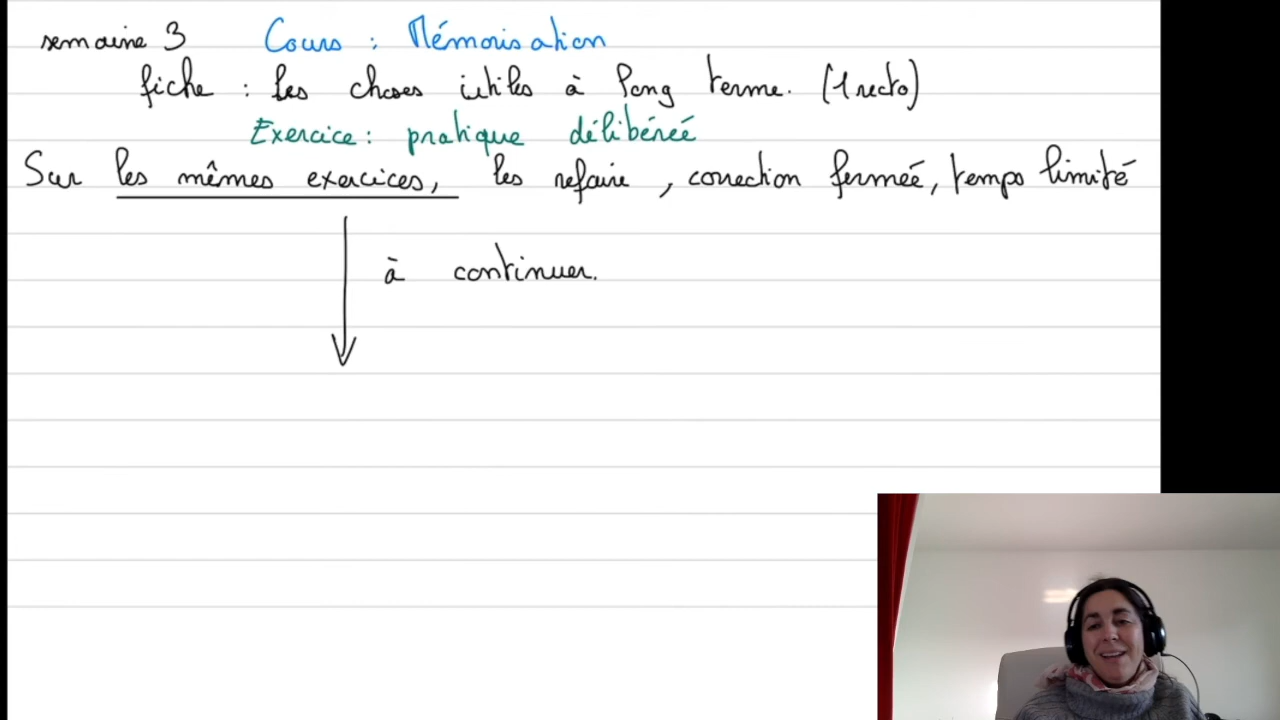 semaine 3 Cours : Mémorisation
fiche : les choses utiles à long terme. (1 recto)
Exercice : pratique délibérée
Sur les mêmes exercices, les refaire, correction fermée, temps limité
à continuer.